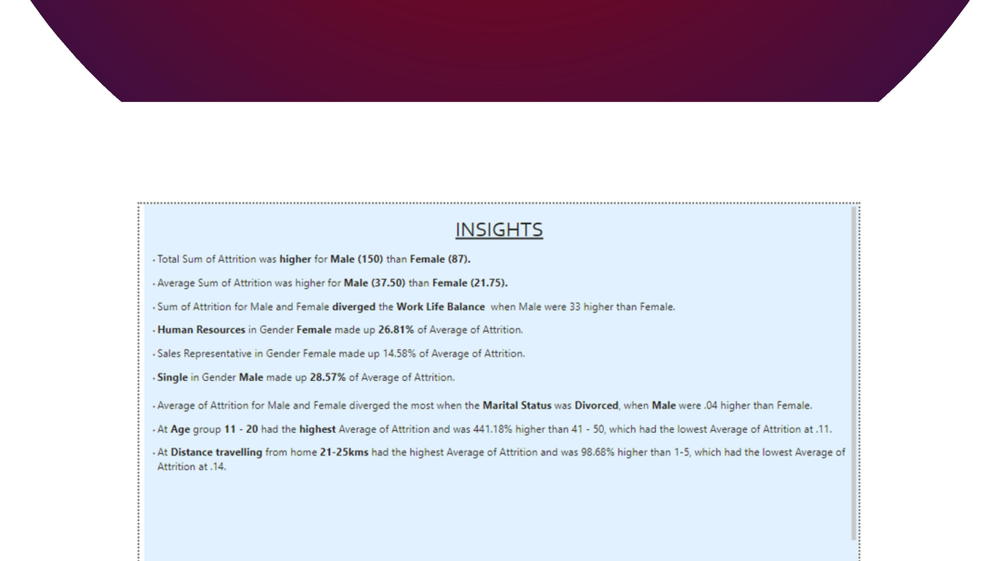 INSIGHTS
· Total Sum of Attrition was higher for Male (150) than Female (87).
· Average Sum of Attrition was higher for Male (37.50) than Female (21.75).
· Sum of Attrition for Male and Female diverged the Work Life Balance  when Male were 33 higher than Female.
· Human Resources in Gender Female made up 26.81% of Average of Attrition.
· Sales Representative in Gender Female made up 14.58% of Average of Attrition.
· Single in Gender Male made up 28.57% of Average of Attrition.
· Average of Attrition for Male and Female diverged the most when the Marital Status was Divorced, when Male were .04 higher than Female.
· At Age group 11 - 20 had the highest Average of Attrition and was 441.18% higher than 41 - 50, which had the lowest Average of Attrition at .11.
· At Distance travelling from home 21-25kms had the highest Average of Attrition and was 98.68% higher than 1-5, which had the lowest Average of
Attrition at .14.